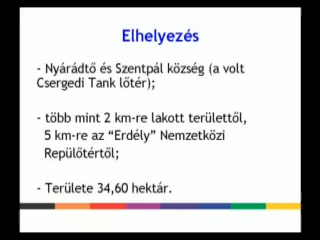 Elhelyezés
- Nyárádtő és Szentpál község (a volt
Csergedi Tank lőtér);
- több mint 2 km-re lakott területtől,
5 km-re az “Erdély” Nemzetközi
Repülőtértől;
- Területe 34,60 hektár.